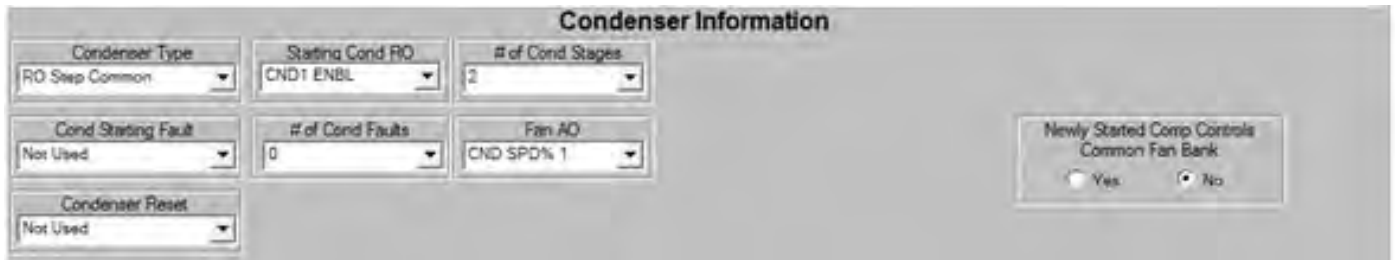 Condenser Information
Condenser Type
Starting Cond RO
# of Cond Stages
RO Step Common
CND1 ENBL
2
Cond Starting Fault
# of Cond Faults
Fan AO
Not Used
0
CND SPD% 1
Newly Started Comp Controls
Common Fan Bank
Yes
No
Condenser Reset
Not Used